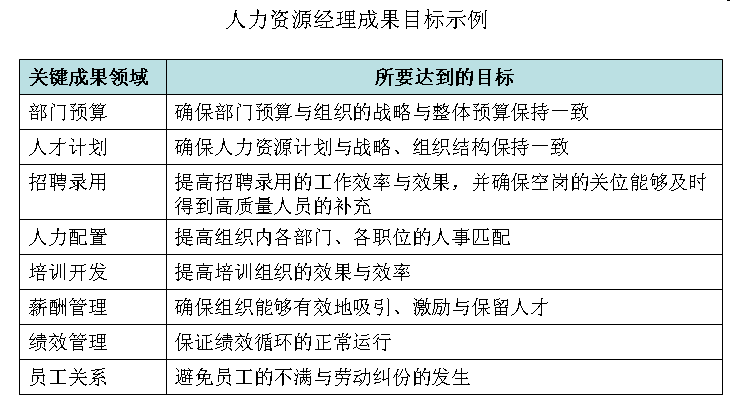 人力资源经理成果目标示例
关键成果领域 所要达到的目标
部门预算 确保部门预算与组织的战略与整体预算保持一致
人才计划 确保人力资源计划与战略、组织结构保持一致
招聘录用 提高招聘录用的工作效率与效果，并确保空岗的关位能够及时
得到高质量人员的补充
人力配置 提高组织内各部门、各职位的人事匹配
培训开发 提高培训组织的效果与效率
薪酬管理 确保组织能够有效地吸引、激励与保留人才
绩效管理 保证绩效循环的正常运行
员工关系 避免员工的不满与劳动纠份的发生